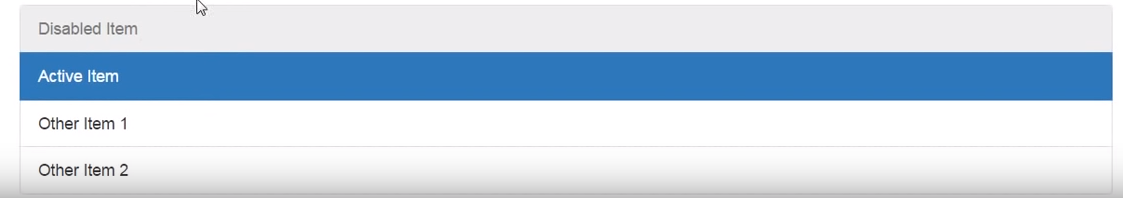 Disabled Item
Active Item
Other Item 1
Other Item 2